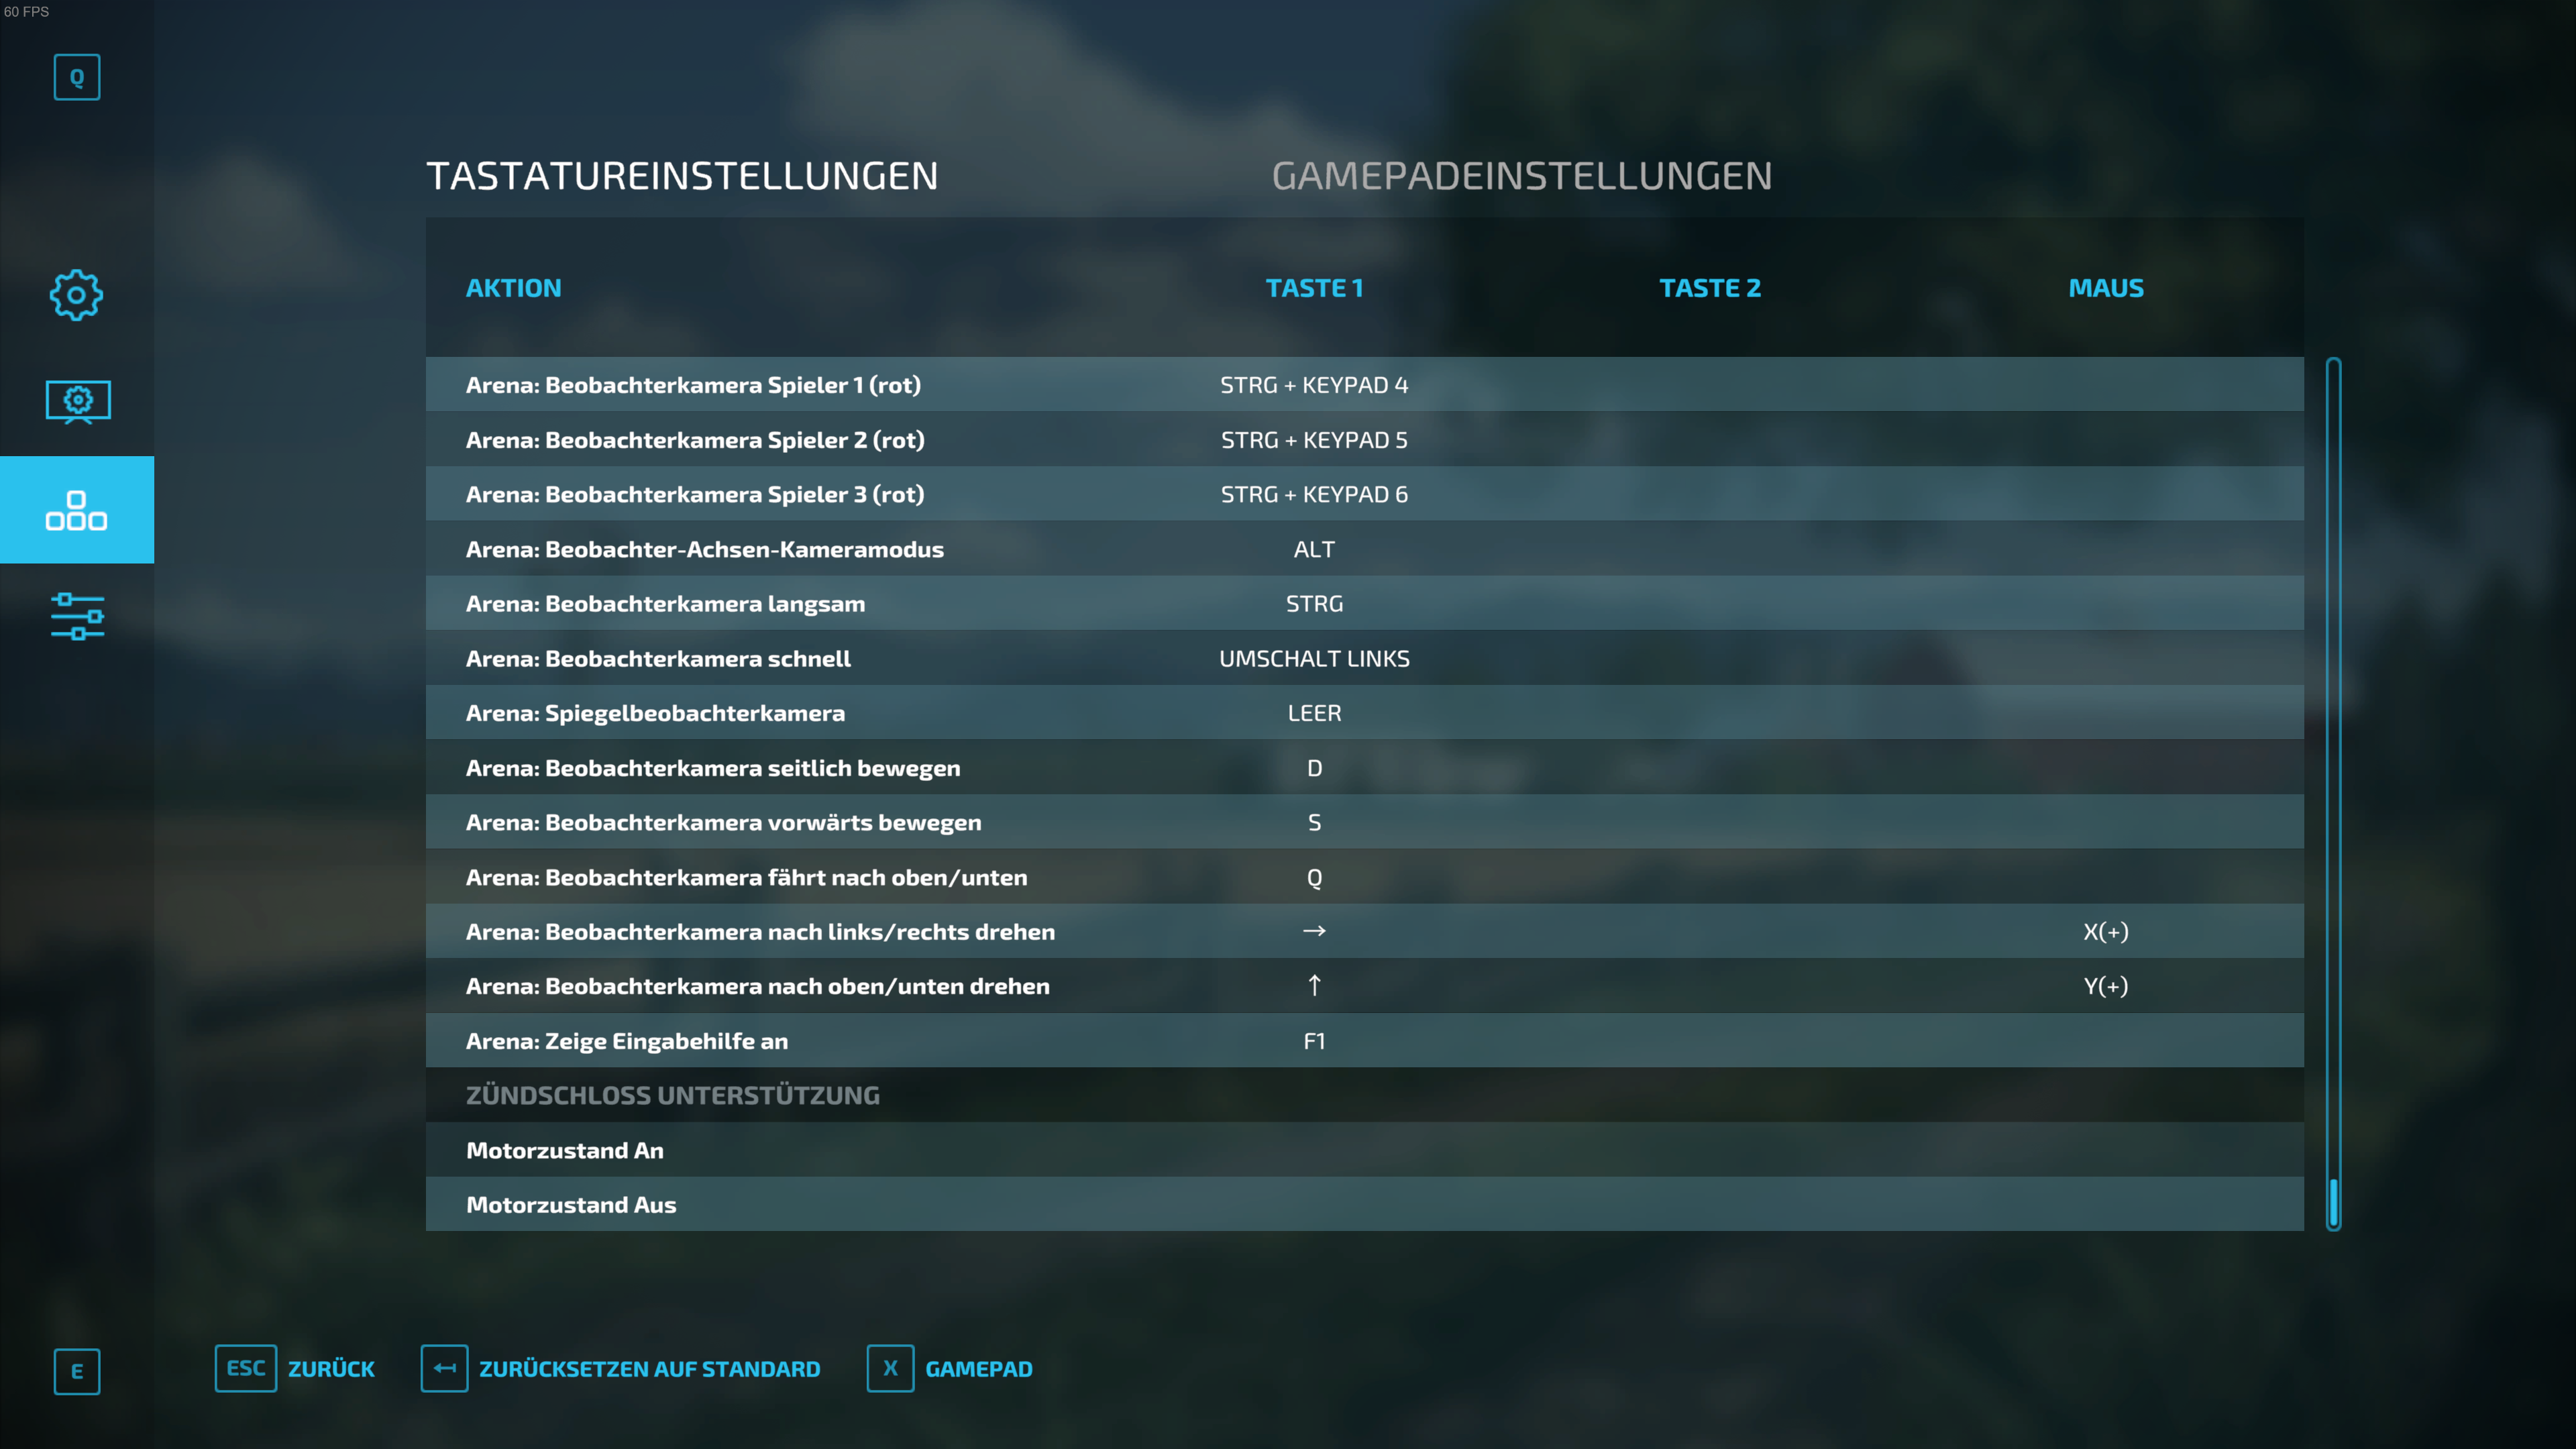 60 FPS
Q
TASTATUREINSTELLUNGEN GAMEPADEINSTELLUNGEN
AKTION TASTE 1 TASTE 2 MAUS
Arena: Beobachterkamera Spieler 1 (rot) STRG + KEYPAD 4
Arena: Beobachterkamera Spieler 2 (rot) STRG + KEYPAD 5
Arena: Beobachterkamera Spieler 3 (rot) STRG + KEYPAD 6
Arena: Beobachter-Achsen-Kameramodus ALT
Arena: Beobachterkamera langsam STRG
Arena: Beobachterkamera schnell UMSCHALT LINKS
Arena: Spiegelbeobachterkamera LEER
Arena: Beobachterkamera seitlich bewegen D
Arena: Beobachterkamera vorwärts bewegen S
Arena: Beobachterkamera fährt nach oben/unten Q
Arena: Beobachterkamera nach links/rechts drehen → X(+)
Arena: Beobachterkamera nach oben/unten drehen ↑ Y(+)
Arena: Zeige Eingabehilfe an F1
ZÜNDSCHLOSS UNTERSTÜTZUNG
Motorzustand An
Motorzustand Aus
E ESC ZURÜCK ZURÜCKSETZEN AUF STANDARD X GAMEPAD